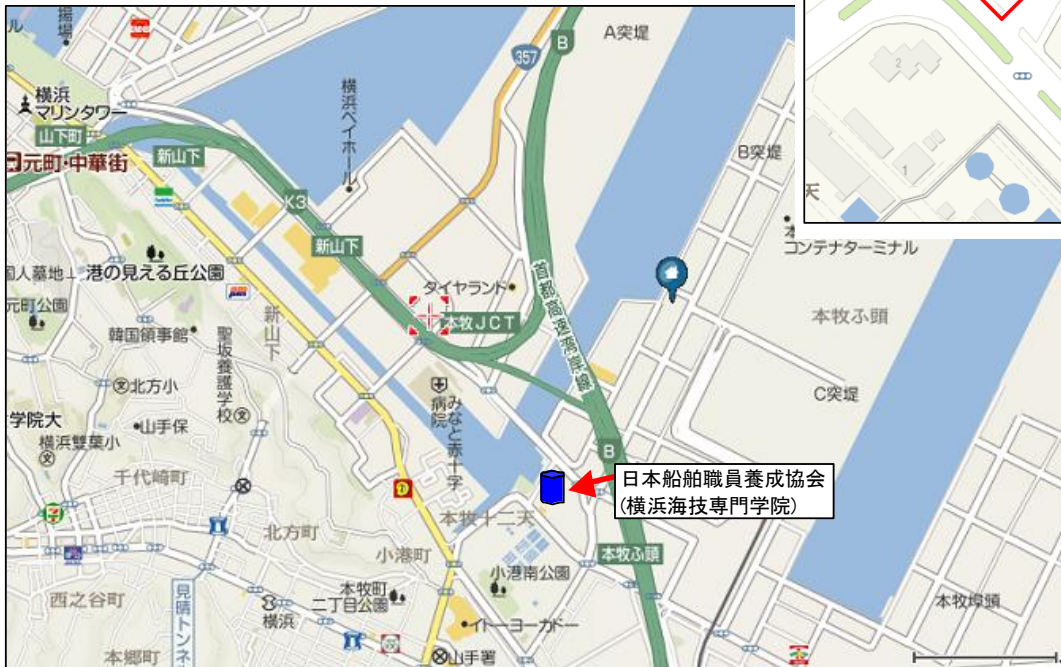 ル
揚場
A突堤
357
B
2
横浜
マリンタワー
横浜ベイホール
山下町
元町・中華街
新山下
B突堤
1
天
K3
新山下
コンテナターミナル
国人墓地
港の見える丘公園
タイヤランド
首都高速湾岸線
元町公園
本牧JCT
本牧ふ頭
韓国領事館
聖坂養護学校
新山下
文
北方小
病院
みなと赤十字
C突堤
学院大
山手保
文
横浜雙葉小
文
千代崎町
B
日本船舶職員養成協会
(横浜海技専門学院)
本牧十二天
北方町
小港町
本牧ふ頭
小港南公園
西之谷町
見晴トンネ
横浜
本牧町
二丁目公園
本牧埠頭
イトーヨーカドー
本郷町
山手署